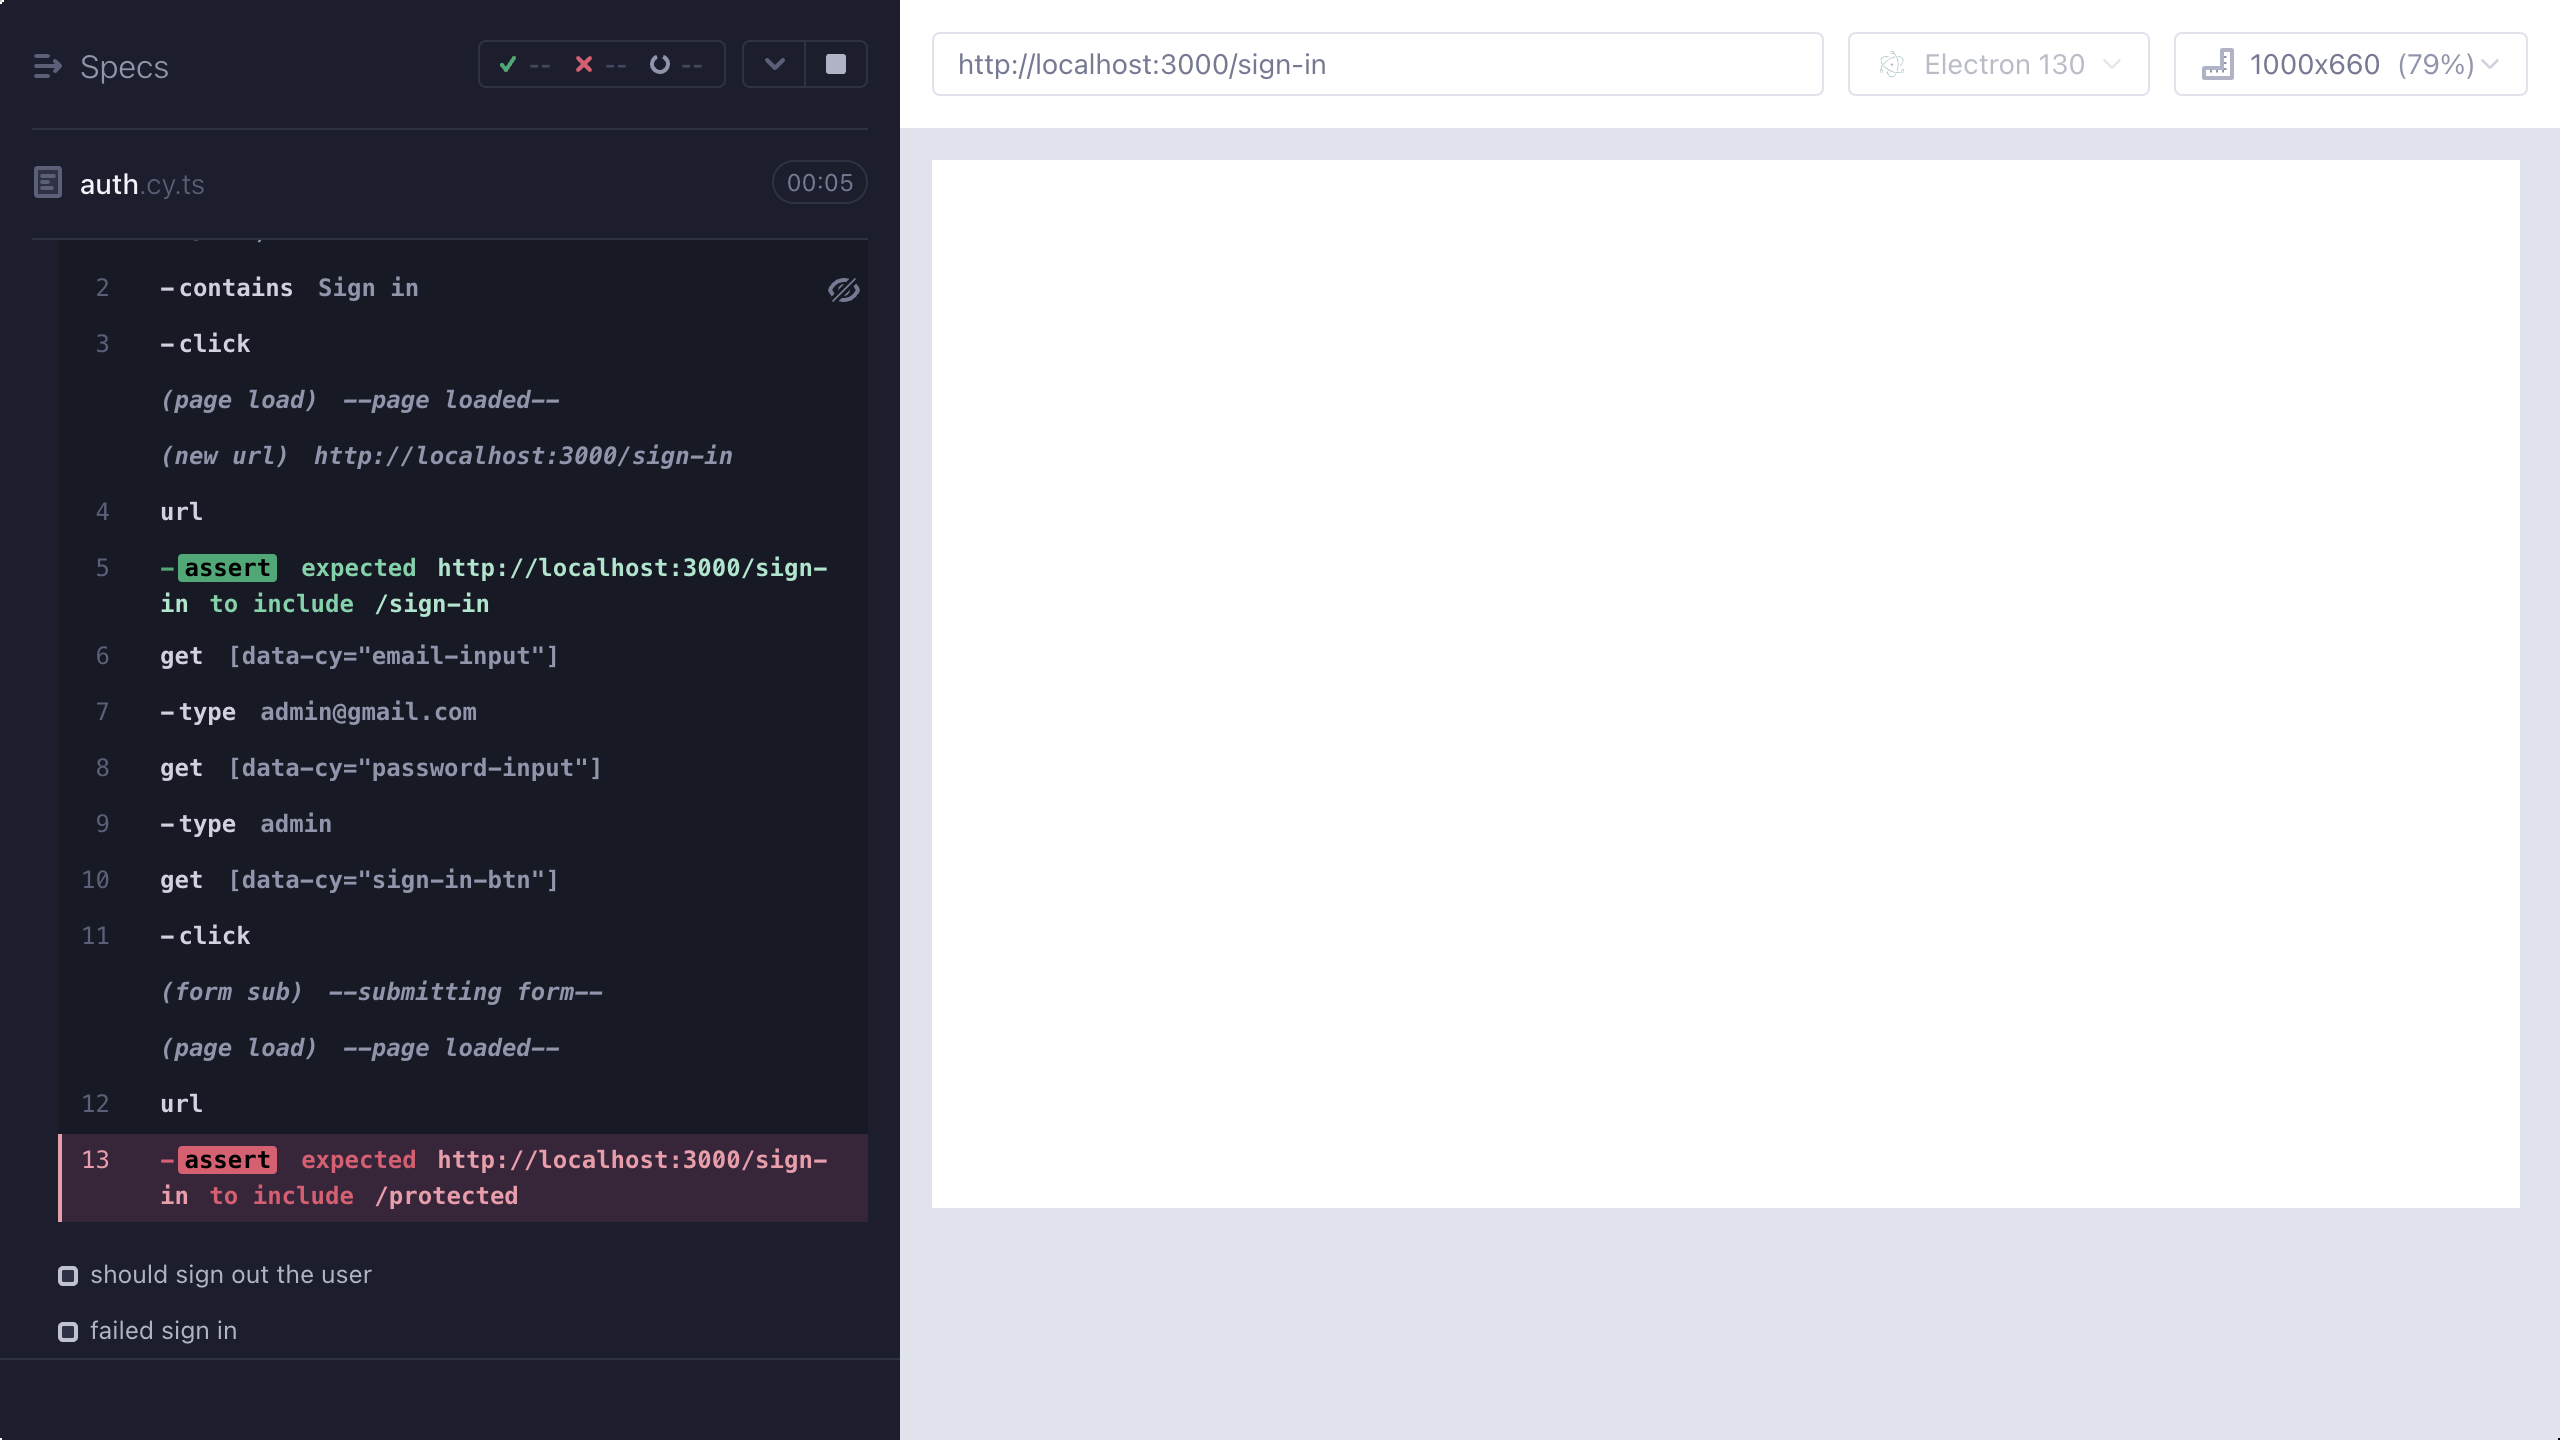 Specs
-- -- --
auth.cy.ts
00:05
2 -contains Sign in
3 -click
(page load) --page loaded--
(new url) http://localhost:3000/sign-in
4 url
5 -assert expected http://localhost:3000/sign-
in to include /sign-in
6 get [data-cy="email-input"]
7 -type admin@gmail.com
8 get [data-cy="password-input"]
9 -type admin
10 get [data-cy="sign-in-btn"]
11 -click
(form sub) --submitting form--
(page load) --page loaded--
12 url
13 -assert expected http://localhost:3000/sign-
in to include /protected
should sign out the user
failed sign in
http://localhost:3000/sign-in
Electron 130
1000x660 (79%)